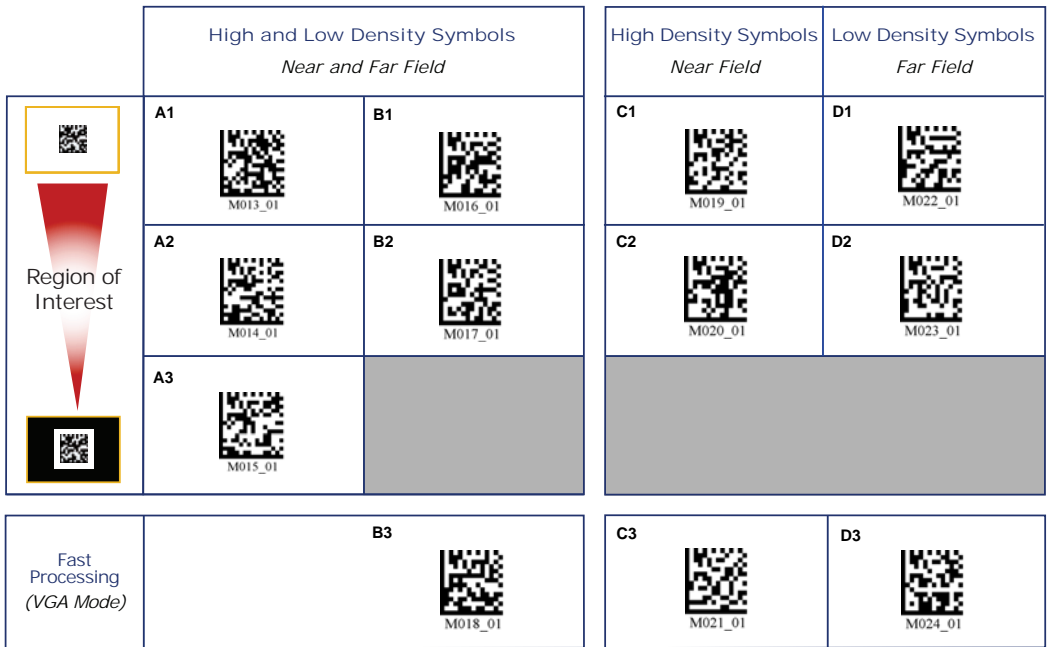 High and Low Density Symbols
Near and Far Field
High Density Symbols
Near Field
Low Density Symbols
Far Field
Region of
Interest
A1
M013_01
B1
M016_01
C1
M019_01
D1
M022_01
A2
M014_01
B2
M017_01
C2
M020_01
D2
M023_01
A3
M015_01
Fast
Processing
(VGA Mode)
B3
M018_01
C3
M021_01
D3
M024_01